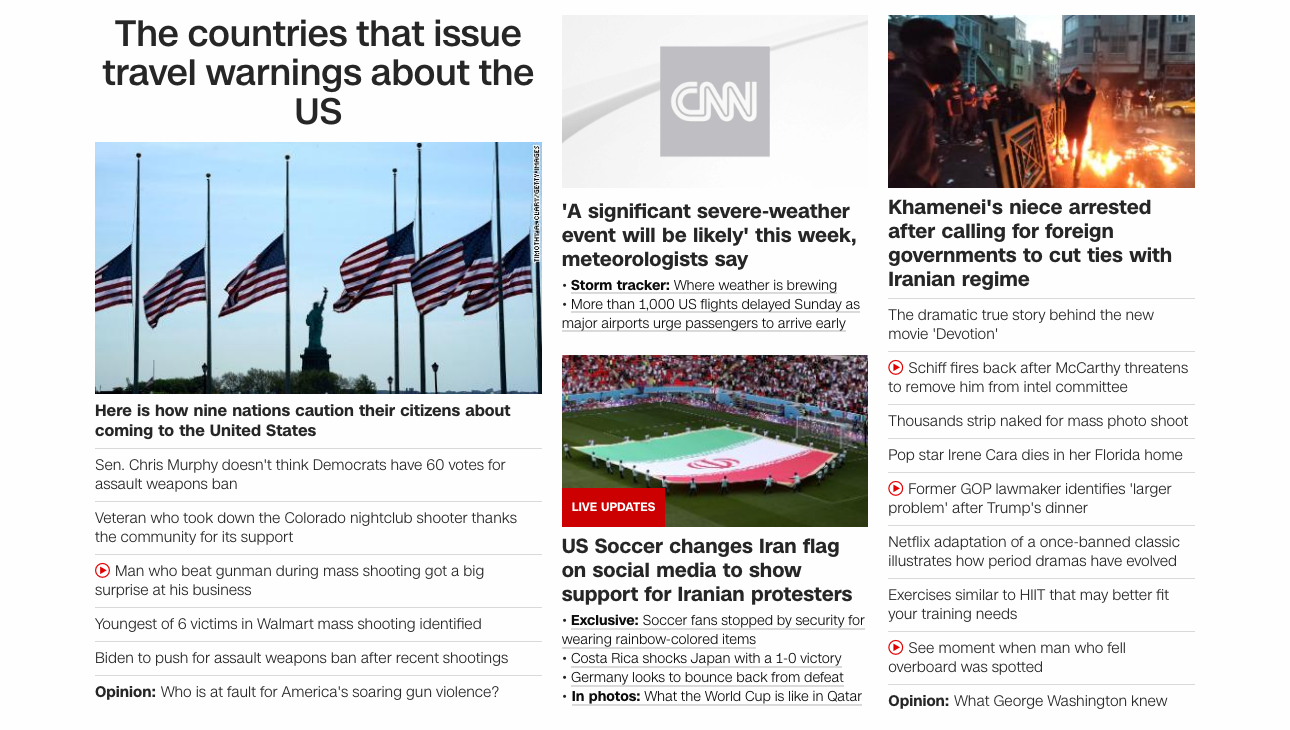 The countries that issue
travel warnings about the
US
TIMOTHY A. CLARY/GETTY IMAGES
Here is how nine nations caution their citizens about
coming to the United States
Sen. Chris Murphy doesn't think Democrats have 60 votes for
assault weapons ban
Veteran who took down the Colorado nightclub shooter thanks
the community for its support
Man who beat gunman during mass shooting got a big
surprise at his business
Youngest of 6 victims in Walmart mass shooting identified
Biden to push for assault weapons ban after recent shootings
Opinion: Who is at fault for America's soaring gun violence?
CNN
'A significant severe-weather
event will be likely' this week,
meteorologists say
• Storm tracker: Where weather is brewing
• More than 1,000 US flights delayed Sunday as
major airports urge passengers to arrive early
LIVE UPDATES
US Soccer changes Iran flag
on social media to show
support for Iranian protesters
• Exclusive: Soccer fans stopped by security for
wearing rainbow-colored items
• Costa Rica shocks Japan with a 1-0 victory
• Germany looks to bounce back from defeat
• In photos: What the World Cup is like in Qatar
Khamenei's niece arrested
after calling for foreign
governments to cut ties with
Iranian regime
The dramatic true story behind the new
movie 'Devotion'
Schiff fires back after McCarthy threatens
to remove him from intel committee
Thousands strip naked for mass photo shoot
Pop star Irene Cara dies in her Florida home
Former GOP lawmaker identifies 'larger
problem' after Trump's dinner
Netflix adaptation of a once-banned classic
illustrates how period dramas have evolved
Exercises similar to HIIT that may better fit
your training needs
See moment when man who fell
overboard was spotted
Opinion: What George Washington knew